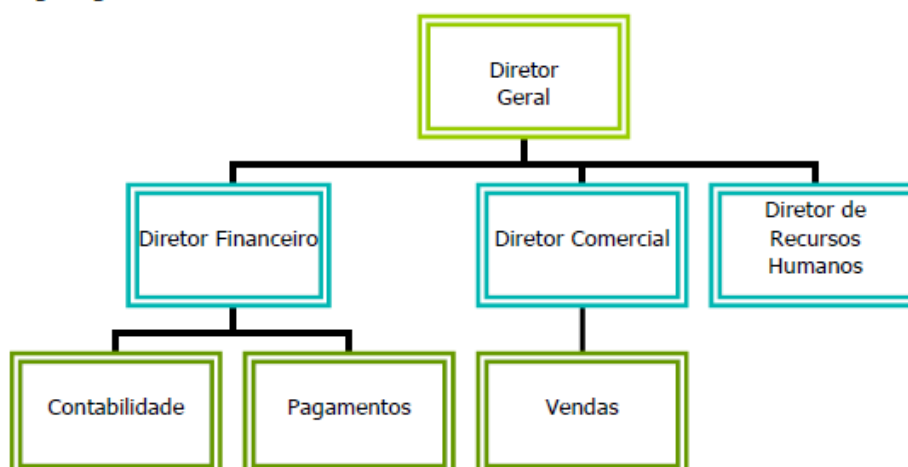 Diretor
Geral
Diretor Financeiro
Diretor Comercial
Diretor de
Recursos
Humanos
Contabilidade
Pagamentos
Vendas